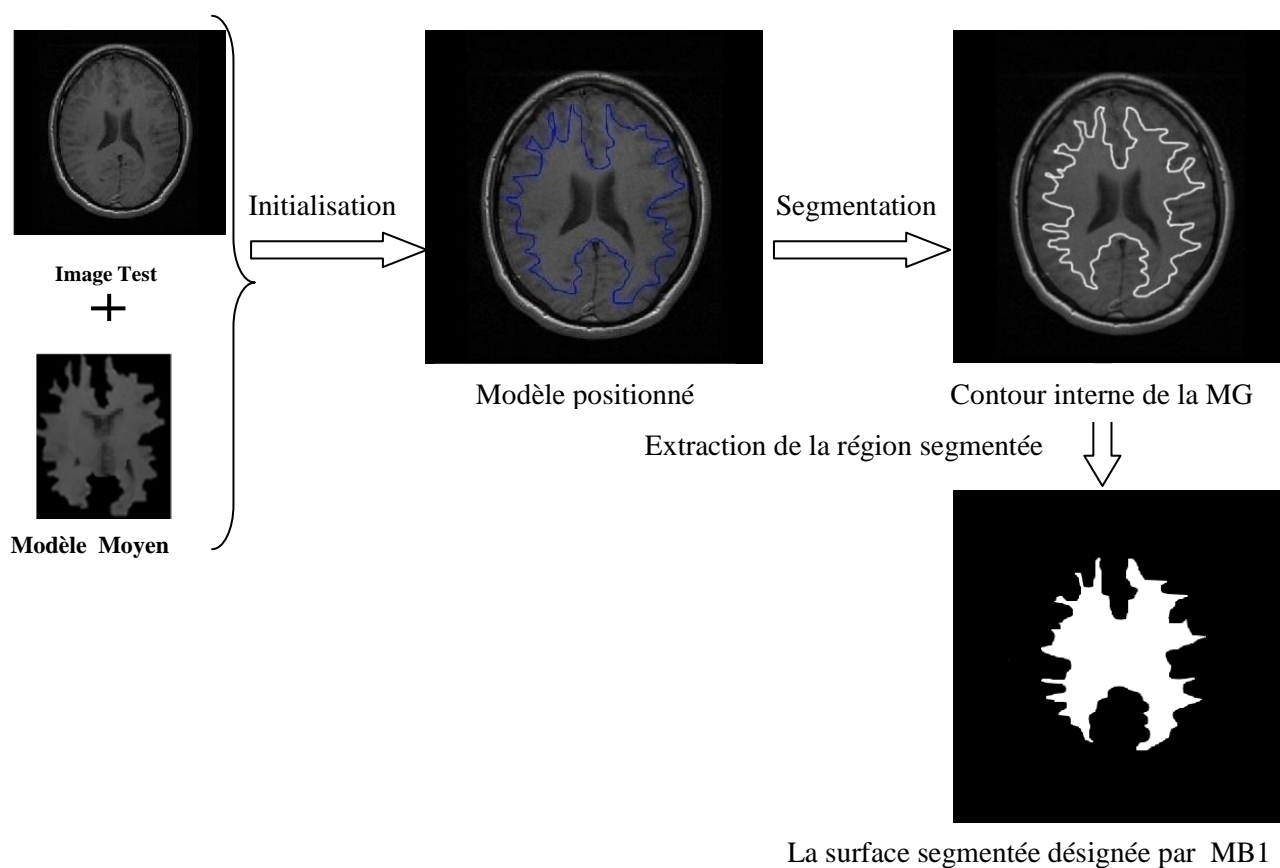 Initialisation
Segmentation
Image Test
+
Modèle Moyen
Modèle positionné
Contour interne de la MG
Extraction de la région segmentée
La surface segmentée désignée par MB1